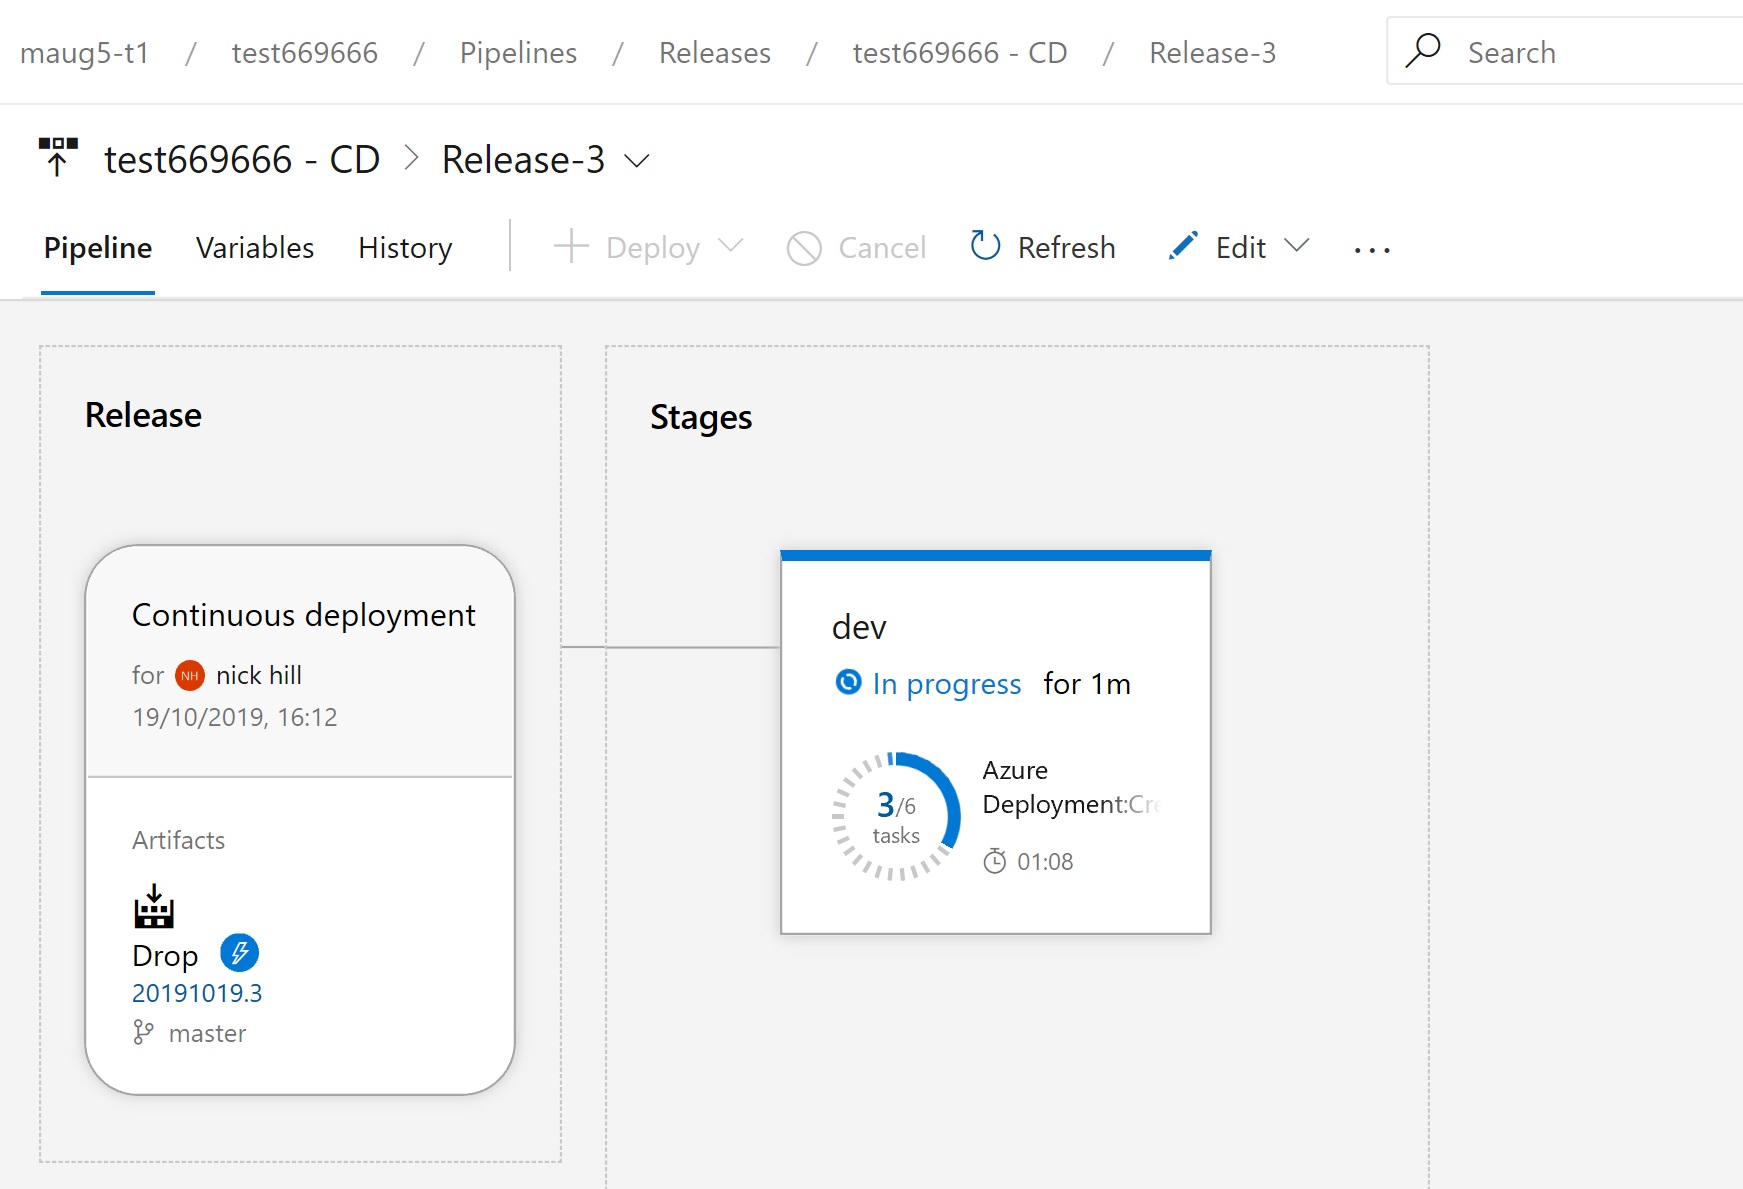 maug5-t1 / test669666 / Pipelines / Releases / test669666 - CD / Release-3
Search
test669666 - CD > Release-3
Pipeline Variables History Deploy Cancel Refresh Edit ...
Release
Continuous deployment
for NH nick hill
19/10/2019, 16:12
Artifacts
Drop
20191019.3
master
Stages
dev
In progress for 1m
3/6
tasks
Azure
Deployment:Cre
01:08